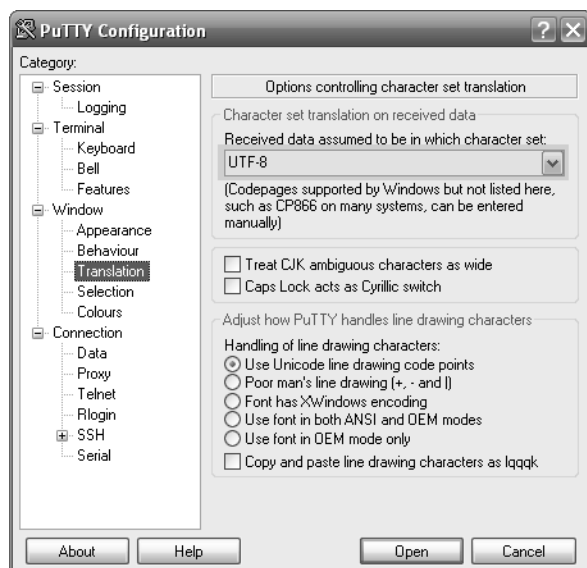 PuTTY Configuration
Category:
Session
Logging
Terminal
Keyboard
Bell
Features
Window
Appearance
Behaviour
Translation
Selection
Colours
Connection
Data
Proxy
Telnet
Rlogin
SSH
Serial
Options controlling character set translation
Character set translation on received data
Received data assumed to be in which character set:
UTF-8
(Codepages supported by Windows but not listed here,
such as CP866 on many systems, can be entered
manually)
Treat CJK ambiguous characters as wide
Caps Lock acts as Cyrillic switch
Adjust how PuTTY handles line drawing characters
Handling of line drawing characters:
Use Unicode line drawing code points
Poor man's line drawing (+, - and |)
Font has XWindows encoding
Use font in both ANSI and OEM modes
Use font in OEM mode only
Copy and paste line drawing characters as lqqqk
About
Help
Open
Cancel